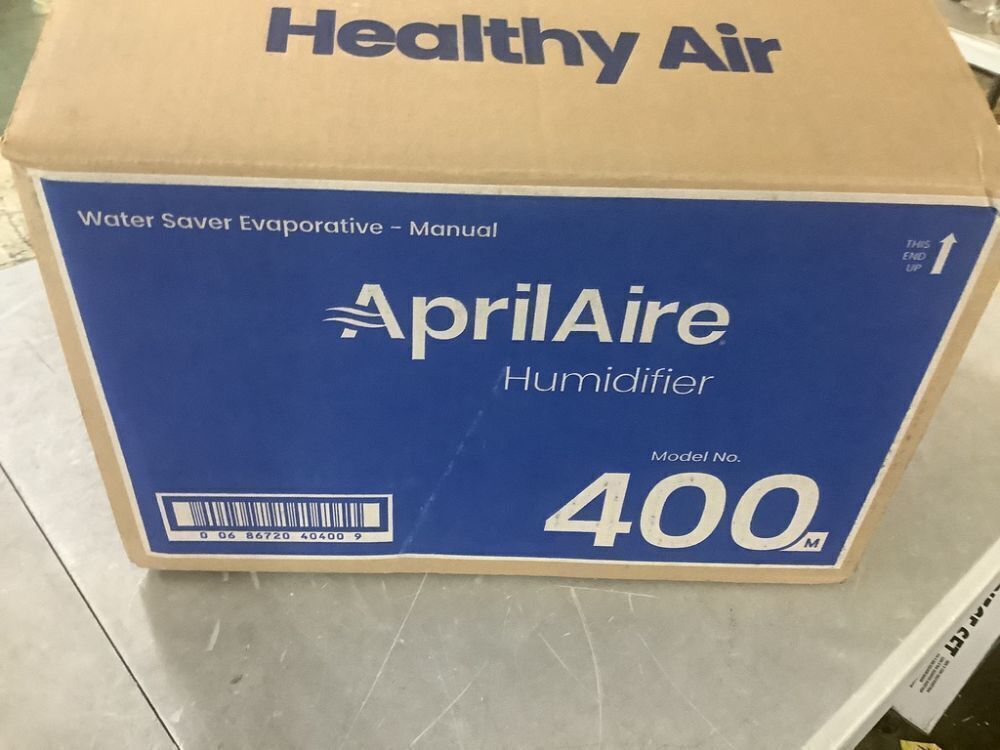 Healthy Air
Water Saver Evaporative - Manual
THIS
END
UP
AprilAire
Humidifier
Model No.
400M
0 06 86720 40400 9